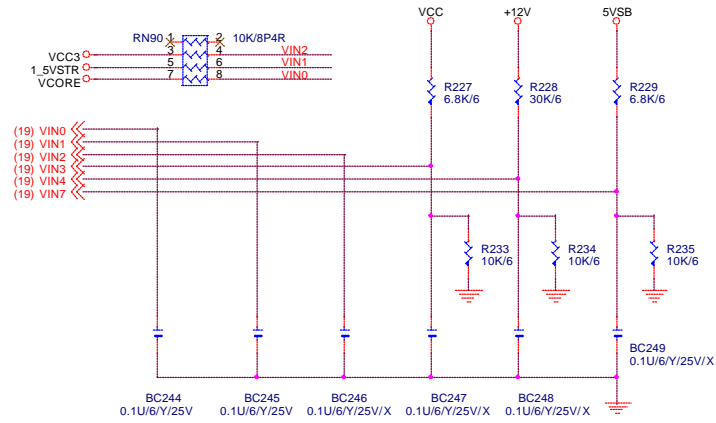 VCC
+12V
5VSB
RN90 1 2 10K/8P4R
VCC3 3 4 VIN2
1_5VSTR 5 6 VIN1
VCORE 7 8 VIN0
R227
6.8K/6
R228
30K/6
R229
6.8K/6
(19) VIN0
(19) VIN1
(19) VIN2
(19) VIN3
(19) VIN4
(19) VIN7
R233
10K/6
R234
10K/6
R235
10K/6
BC249
0.1U/6/Y/25V/X
BC244
0.1U/6/Y/25V
BC245
0.1U/6/Y/25V
BC246
0.1U/6/Y/25V/X
BC247
0.1U/6/Y/25V/X
BC248
0.1U/6/Y/25V/X